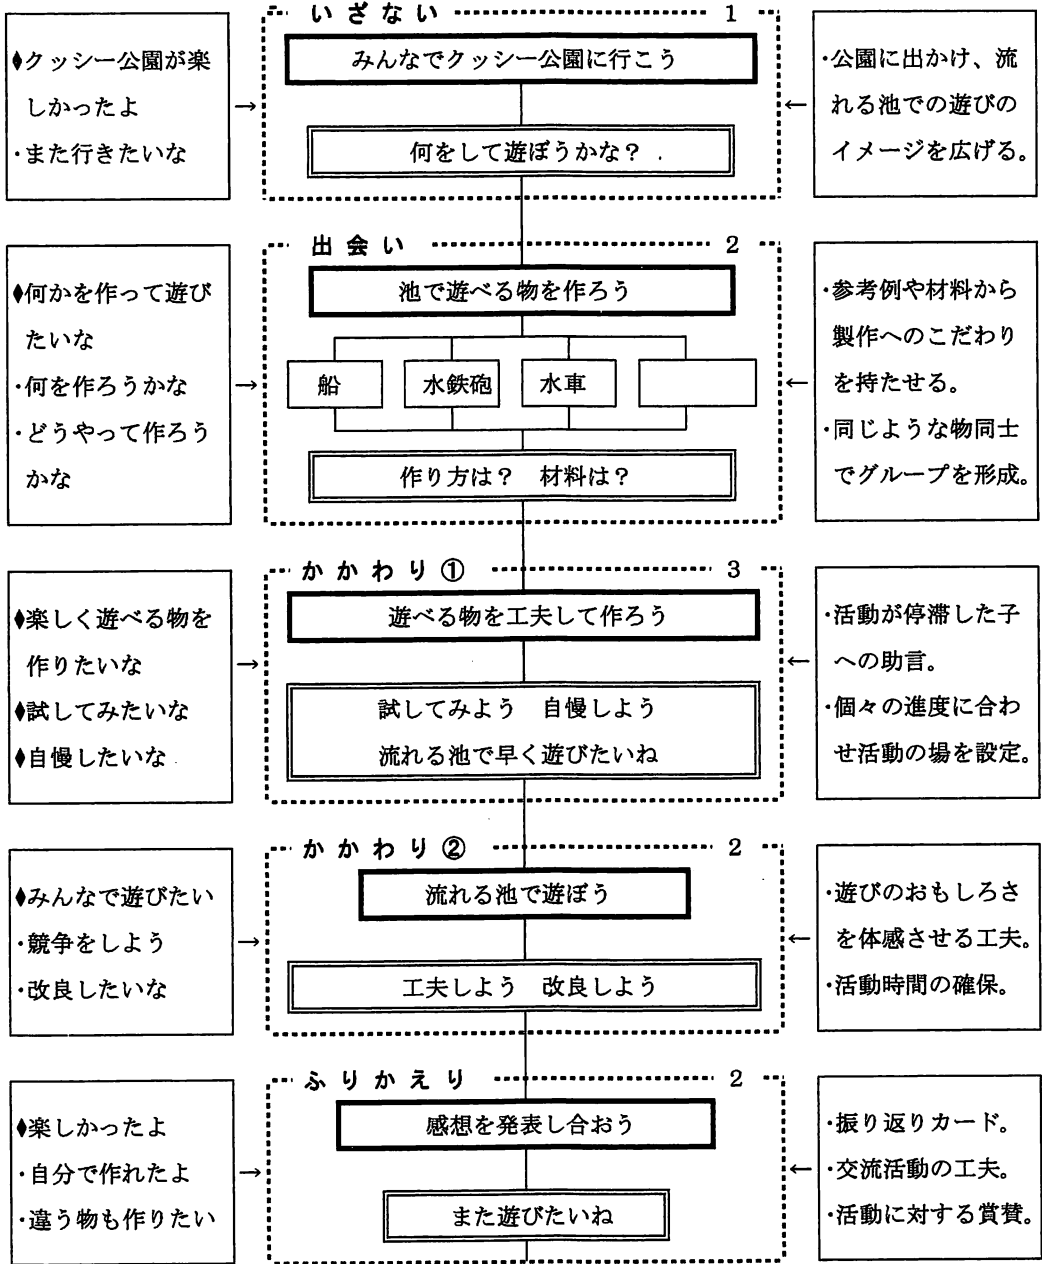 いざない 1
♦クッシー公園が楽
しかったよ
・また行きたいな
→
みんなでクッシー公園に行こう
何をして遊ぼうかな?
←
・公園に出かけ、流
れる池での遊びの
イメージを広げる。
出会い 2
♦何かを作って遊び
たいな
・何を作ろうかな
・どうやって作ろう
かな
→
池で遊べる物を作ろう
船 水鉄砲 水車
作り方は? 材料は?
←
・参考例や材料から
製作へのこだわり
を持たせる。
・同じような物同士
でグループを形成。
かかわり① 3
♦楽しく遊べる物を
作りたいな
♦試してみたいな
♦自慢したいな
→
遊べる物を工夫して作ろう
試してみよう 自慢しよう
流れる池で早く遊びたいね
←
・活動が停滞した子
への助言。
・個々の進度に合わ
せ活動の場を設定。
かかわり② 2
♦みんなで遊びたい
・競争をしよう
・改良したいな
→
流れる池で遊ぼう
工夫しよう 改良しよう
←
・遊びのおもしろさ
を体感させる工夫。
・活動時間の確保。
ふりかえり 2
♦楽しかったよ
・自分で作れたよ
・違う物も作りたい
→
感想を発表し合おう
また遊びたいね
←
・振り返りカード。
・交流活動の工夫。
・活動に対する賞賛。